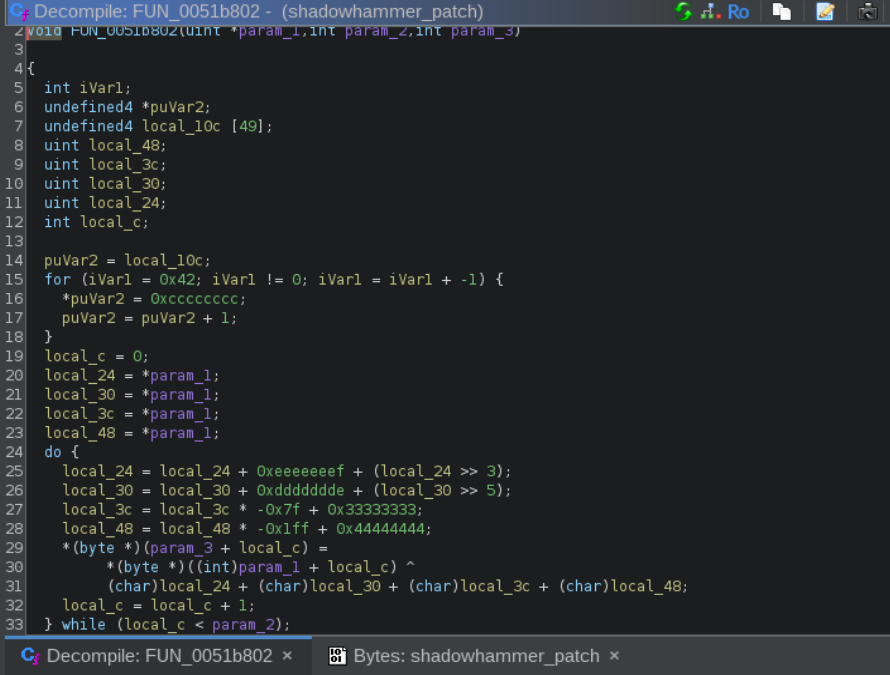 Decompile: FUN_0051b802 - (shadowhammer_patch)
Ro
2 void FUN_0051b802(uint *param_1,int param_2,int param_3)
3
4 {
5   int iVar1;
6   undefined4 *puVar2;
7   undefined4 local_10c [49];
8   uint local_48;
9   uint local_3c;
10   uint local_30;
11   uint local_24;
12   int local_c;
13
14   puVar2 = local_10c;
15   for (iVar1 = 0x42; iVar1 != 0; iVar1 = iVar1 + -1) {
16     *puVar2 = 0xcccccccc;
17     puVar2 = puVar2 + 1;
18   }
19   local_c = 0;
20   local_24 = *param_1;
21   local_30 = *param_1;
22   local_3c = *param_1;
23   local_48 = *param_1;
24   do {
25     local_24 = local_24 + 0xeeeeeeef + (local_24 >> 3);
26     local_30 = local_30 + 0xddddddde + (local_30 >> 5);
27     local_3c = local_3c * -0x7f + 0x33333333;
28     local_48 = local_48 * -0x1ff + 0x44444444;
29     *(byte *)(param_3 + local_c) =
30          *(byte *)((int)param_1 + local_c) ^
31          (char)local_24 + (char)local_30 + (char)local_3c + (char)local_48;
32     local_c = local_c + 1;
33   } while (local_c < param_2);
Decompile: FUN_0051b802 × Bytes: shadowhammer_patch ×